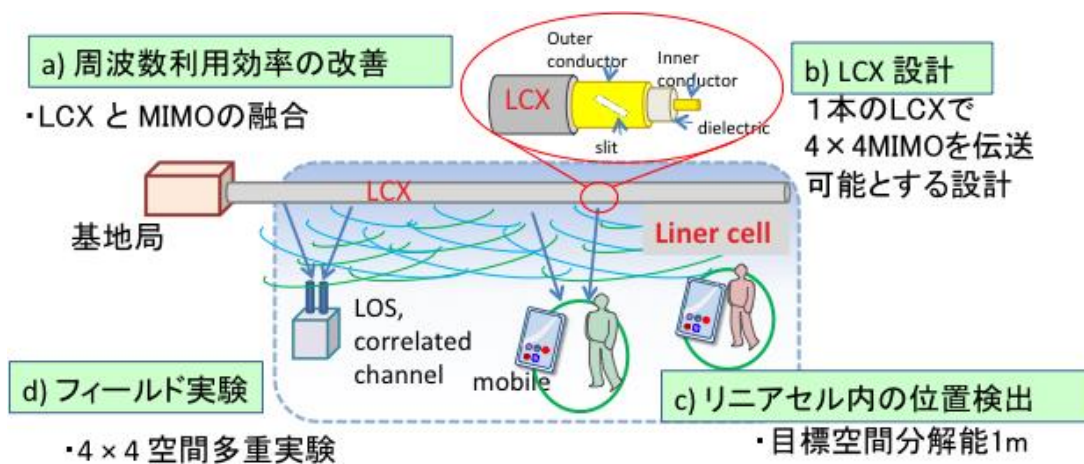 a) 周波数利用効率の改善
・LCX と MIMOの融合
Outer
conductor
Inner
conductor
LCX
dielectric
slit
b) LCX 設計
1本のLCXで
4×4MIMOを伝送
可能とする設計
LCX
基地局
Liner cell
LOS,
correlated
channel
mobile
d) フィールド実験
・4×4 空間多重実験
c) リニアセル内の位置検出
・目標空間分解能1m